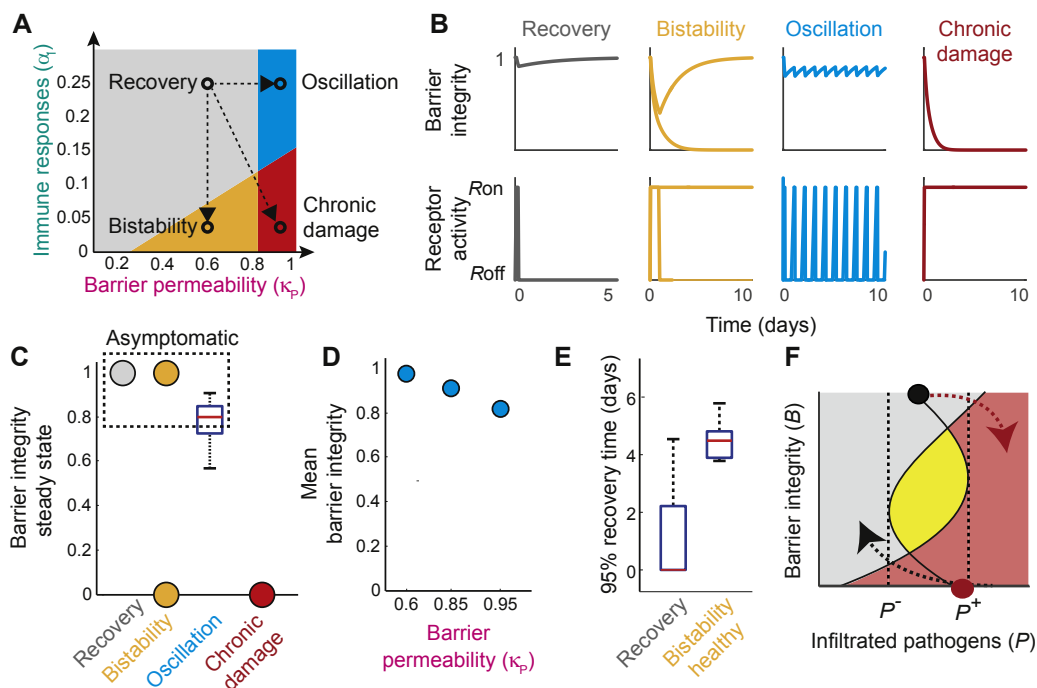 A
Immune responses (αI)
0.25
0.2
0.15
0.1
0.05
0
Recovery
Oscillation
Bistability
Chronic
damage
0.2 0.4 0.6 0.8 1
Barrier permeability (κP)
B
Recovery
Bistability
Oscillation
Chronic
damage
Barrier
integrity
1
Receptor
activity
Ron
Roff
0 5
0 10
0 10
0 10
Time (days)
C
Asymptomatic
Barrier integrity
steady state
1
0.8
0.6
0.4
0.2
0
Recovery
Bistability
Oscillation
Chronic
damage
D
Mean
barrier integrity
1
0.8
0.6
0.4
0.2
0
0.6 0.85 0.95
Barrier
permeability (κP)
E
95% recovery time (days)
6
4
2
0
Recovery
Bistability
healthy
F
Barrier integrity (B)
P- P+
Infiltrated pathogens (P)